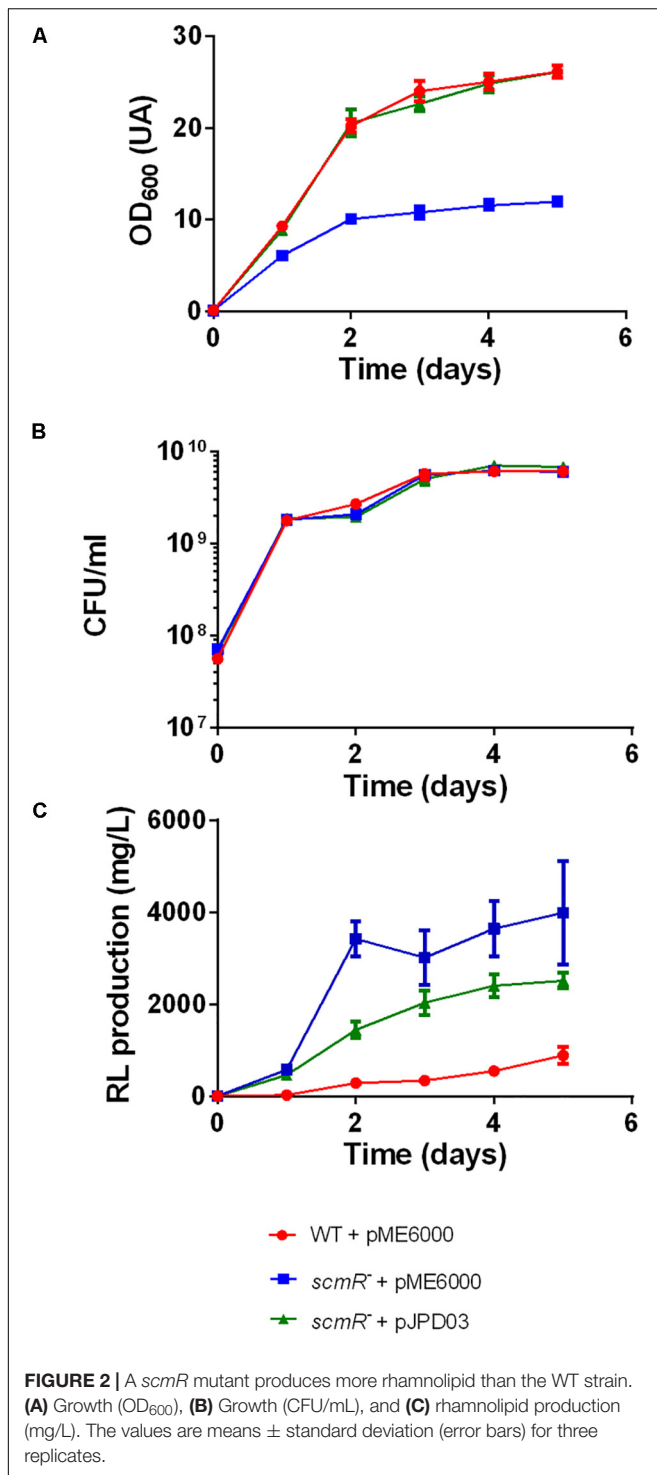 A
OD600 (UA)
30
20
10
0
0 2 4 6
Time (days)
B
CFU/ml
10^10
10^9
10^8
10^7
0 2 4 6
Time (days)
C
RL production (mg/L)
6000
4000
2000
0
0 2 4 6
Time (days)
WT + pME6000
scmR- + pME6000
scmR- + pJPD03
FIGURE 2 | A scmR mutant produces more rhamnolipid than the WT strain.
(A) Growth (OD600), (B) Growth (CFU/mL), and (C) rhamnolipid production
(mg/L). The values are means ± standard deviation (error bars) for three
replicates.